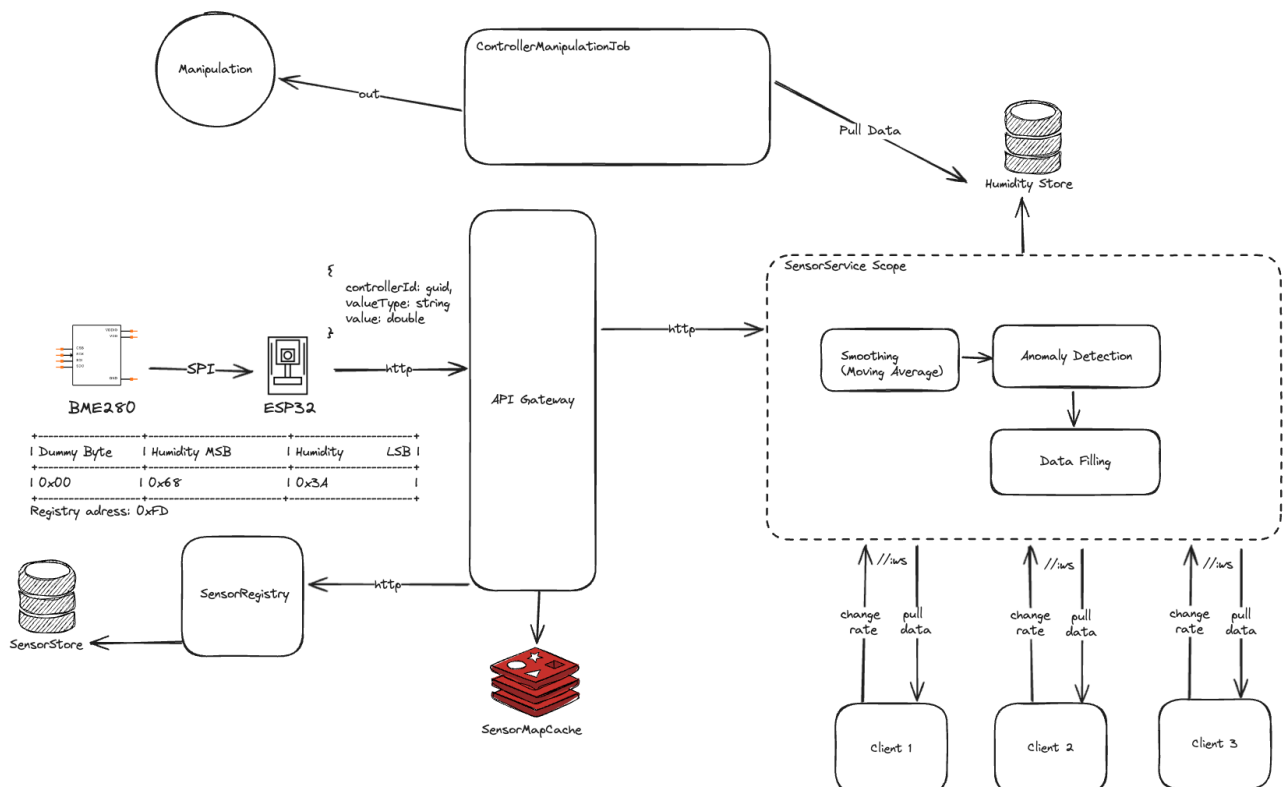 ControllerManipulationJob
Manipulation
out
Pull Data
Humidity Store
SensorService Scope
{
controllerId: guid,
valueType: string
value: double
}
http
Smoothing
(Moving Average)
Anomaly Detection
SPI
http
API Gateway
BME280
ESP32
+---------------------+---------------------+---------------------+
| Dummy Byte | Humidity MSB | Humidity LSB |
+---------------------+---------------------+---------------------+
| 0x00 | 0x68 | 0x3A |
+---------------------+---------------------+---------------------+
Registry adress: 0xFD
Data Filling
SensorRegistry
http
SensorStore
//:ws
//:ws
//:ws
change
rate
pull
data
change
rate
pull
data
change
rate
pull
data
SensorMapCache
Client 1
Client 2
Client 3